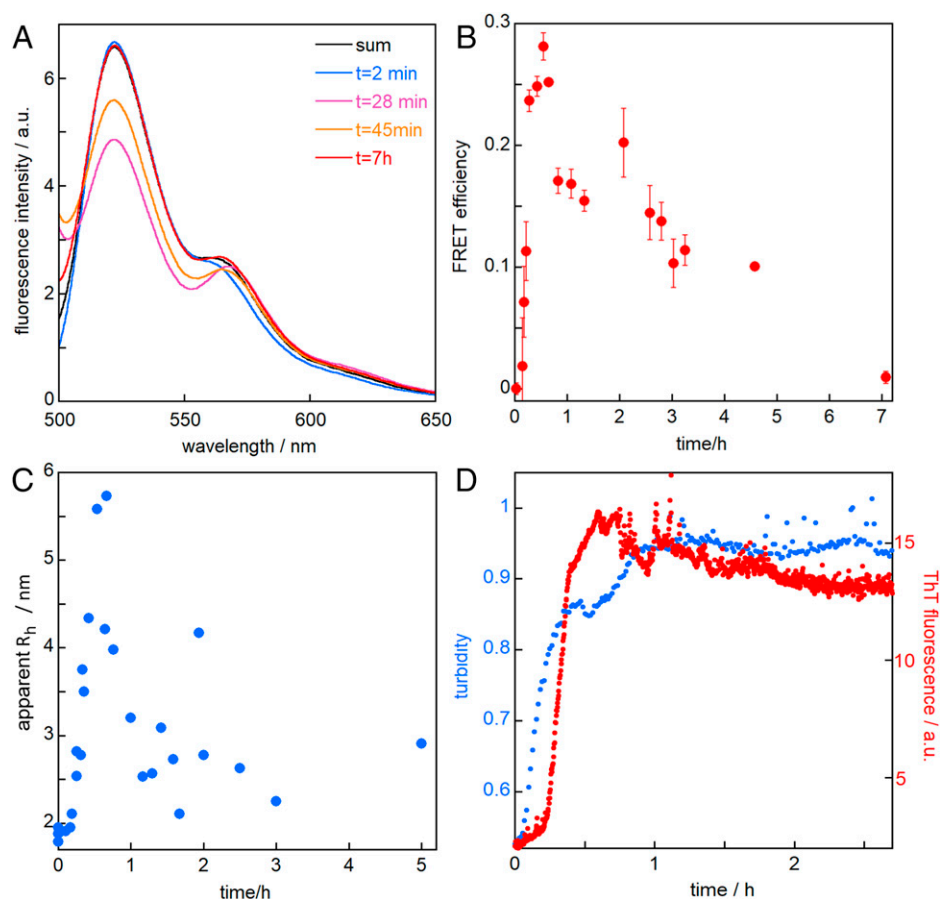 A
sum
t=2 min
t=28 min
t=45min
t=7h
fluorescence intensity / a.u.
6
5
4
3
2
1
0
500
550
600
650
wavelength / nm
B
FRET efficiency
0.3
0.2
0.1
0
0
1
2
3
4
5
6
7
time/h
C
apparent Rh / nm
6
5
4
3
2
0
1
2
3
4
5
time/h
D
turbidity
1
0.9
0.8
0.7
0.6
0
1
2
time / h
15
10
5
ThT fluorescence / a.u.